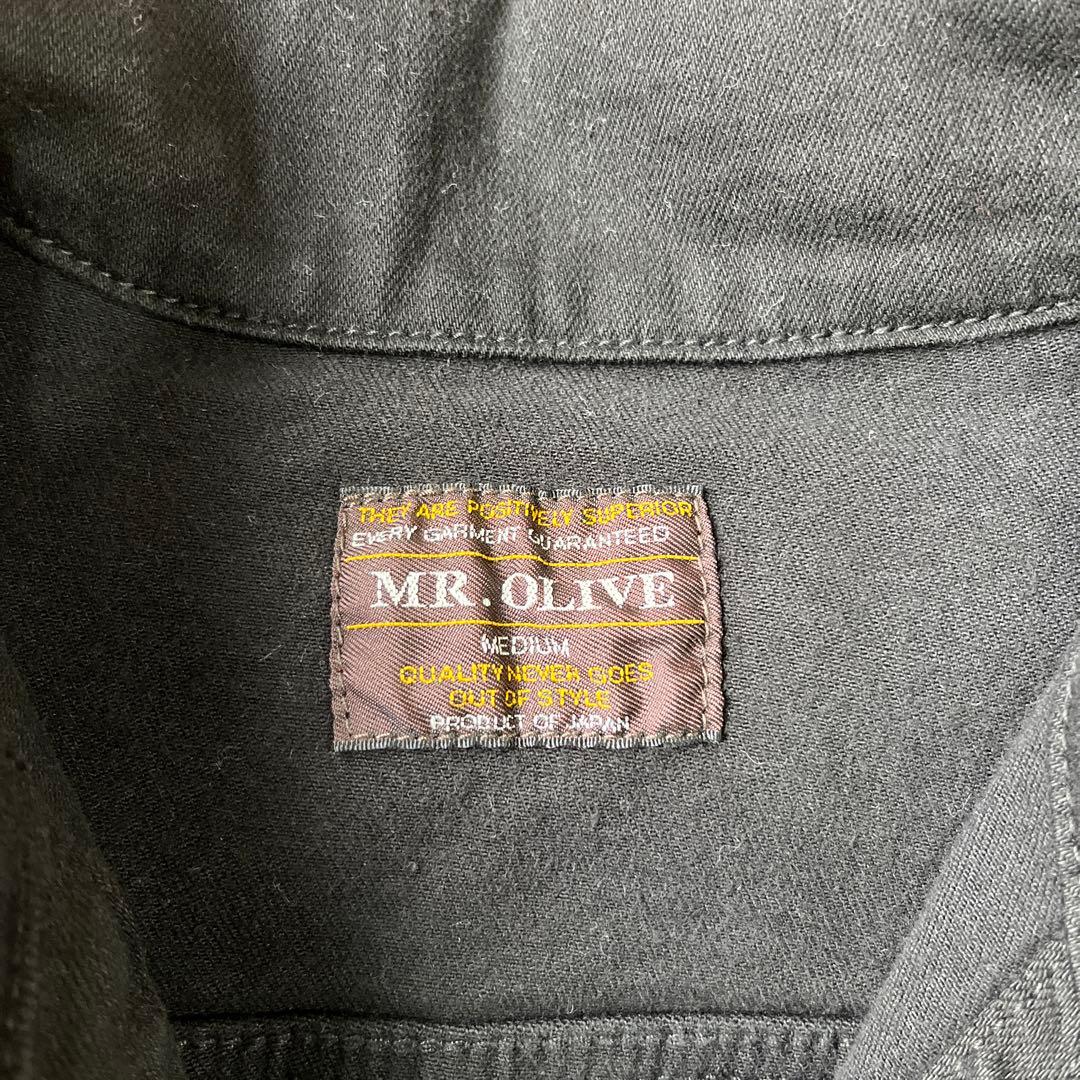 THEY ARE POSITIVELY SUPERIOR
EVERY GARMENT GUARANTEED
MR. OLIVE
MEDIUM
QUALITY NEVER GOES
OUT OF STYLE
PRODUCT OF JAPAN